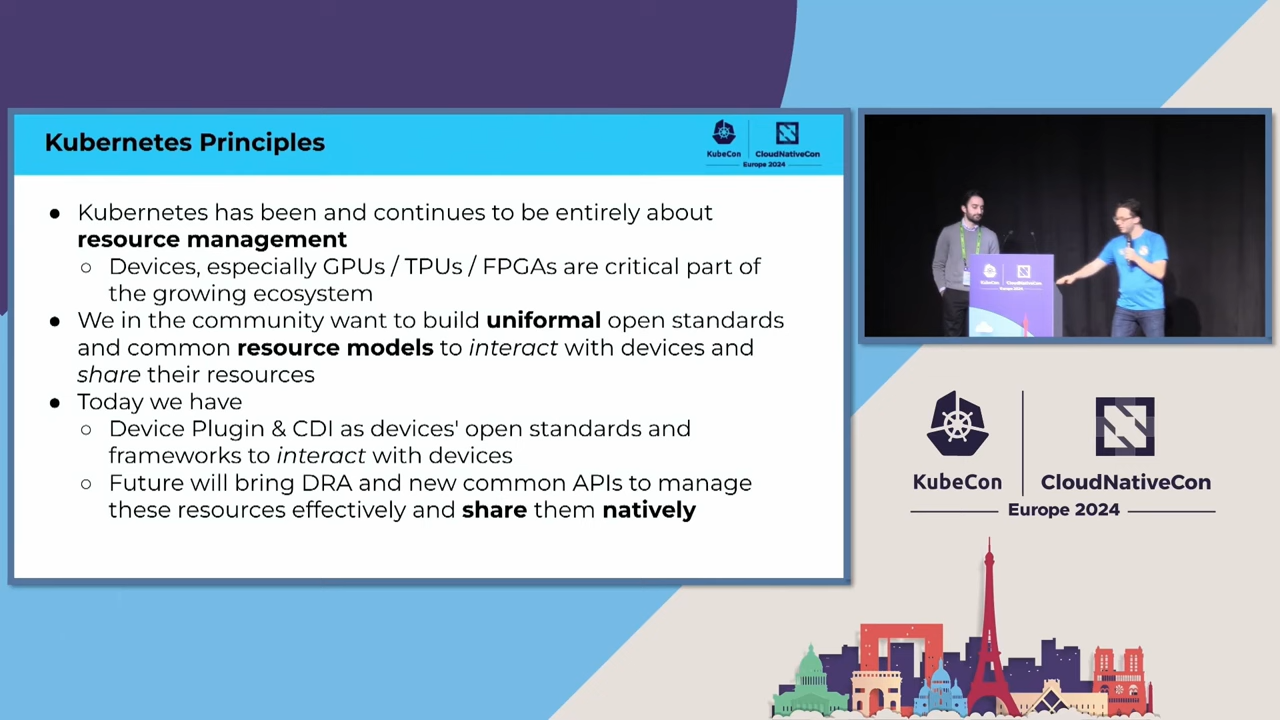 Kubernetes Principles
KubeCon
CloudNativeCon
Europe 2024
● Kubernetes has been and continues to be entirely about
resource management
○ Devices, especially GPUs / TPUs / FPGAs are critical part of
the growing ecosystem
● We in the community want to build uniformal open standards
and common resource models to interact with devices and
share their resources
● Today we have
○ Device Plugin & CDI as devices' open standards and
frameworks to interact with devices
○ Future will bring DRA and new common APIs to manage
these resources effectively and share them natively
KubeCon
CloudNativeCon
Europe 2024